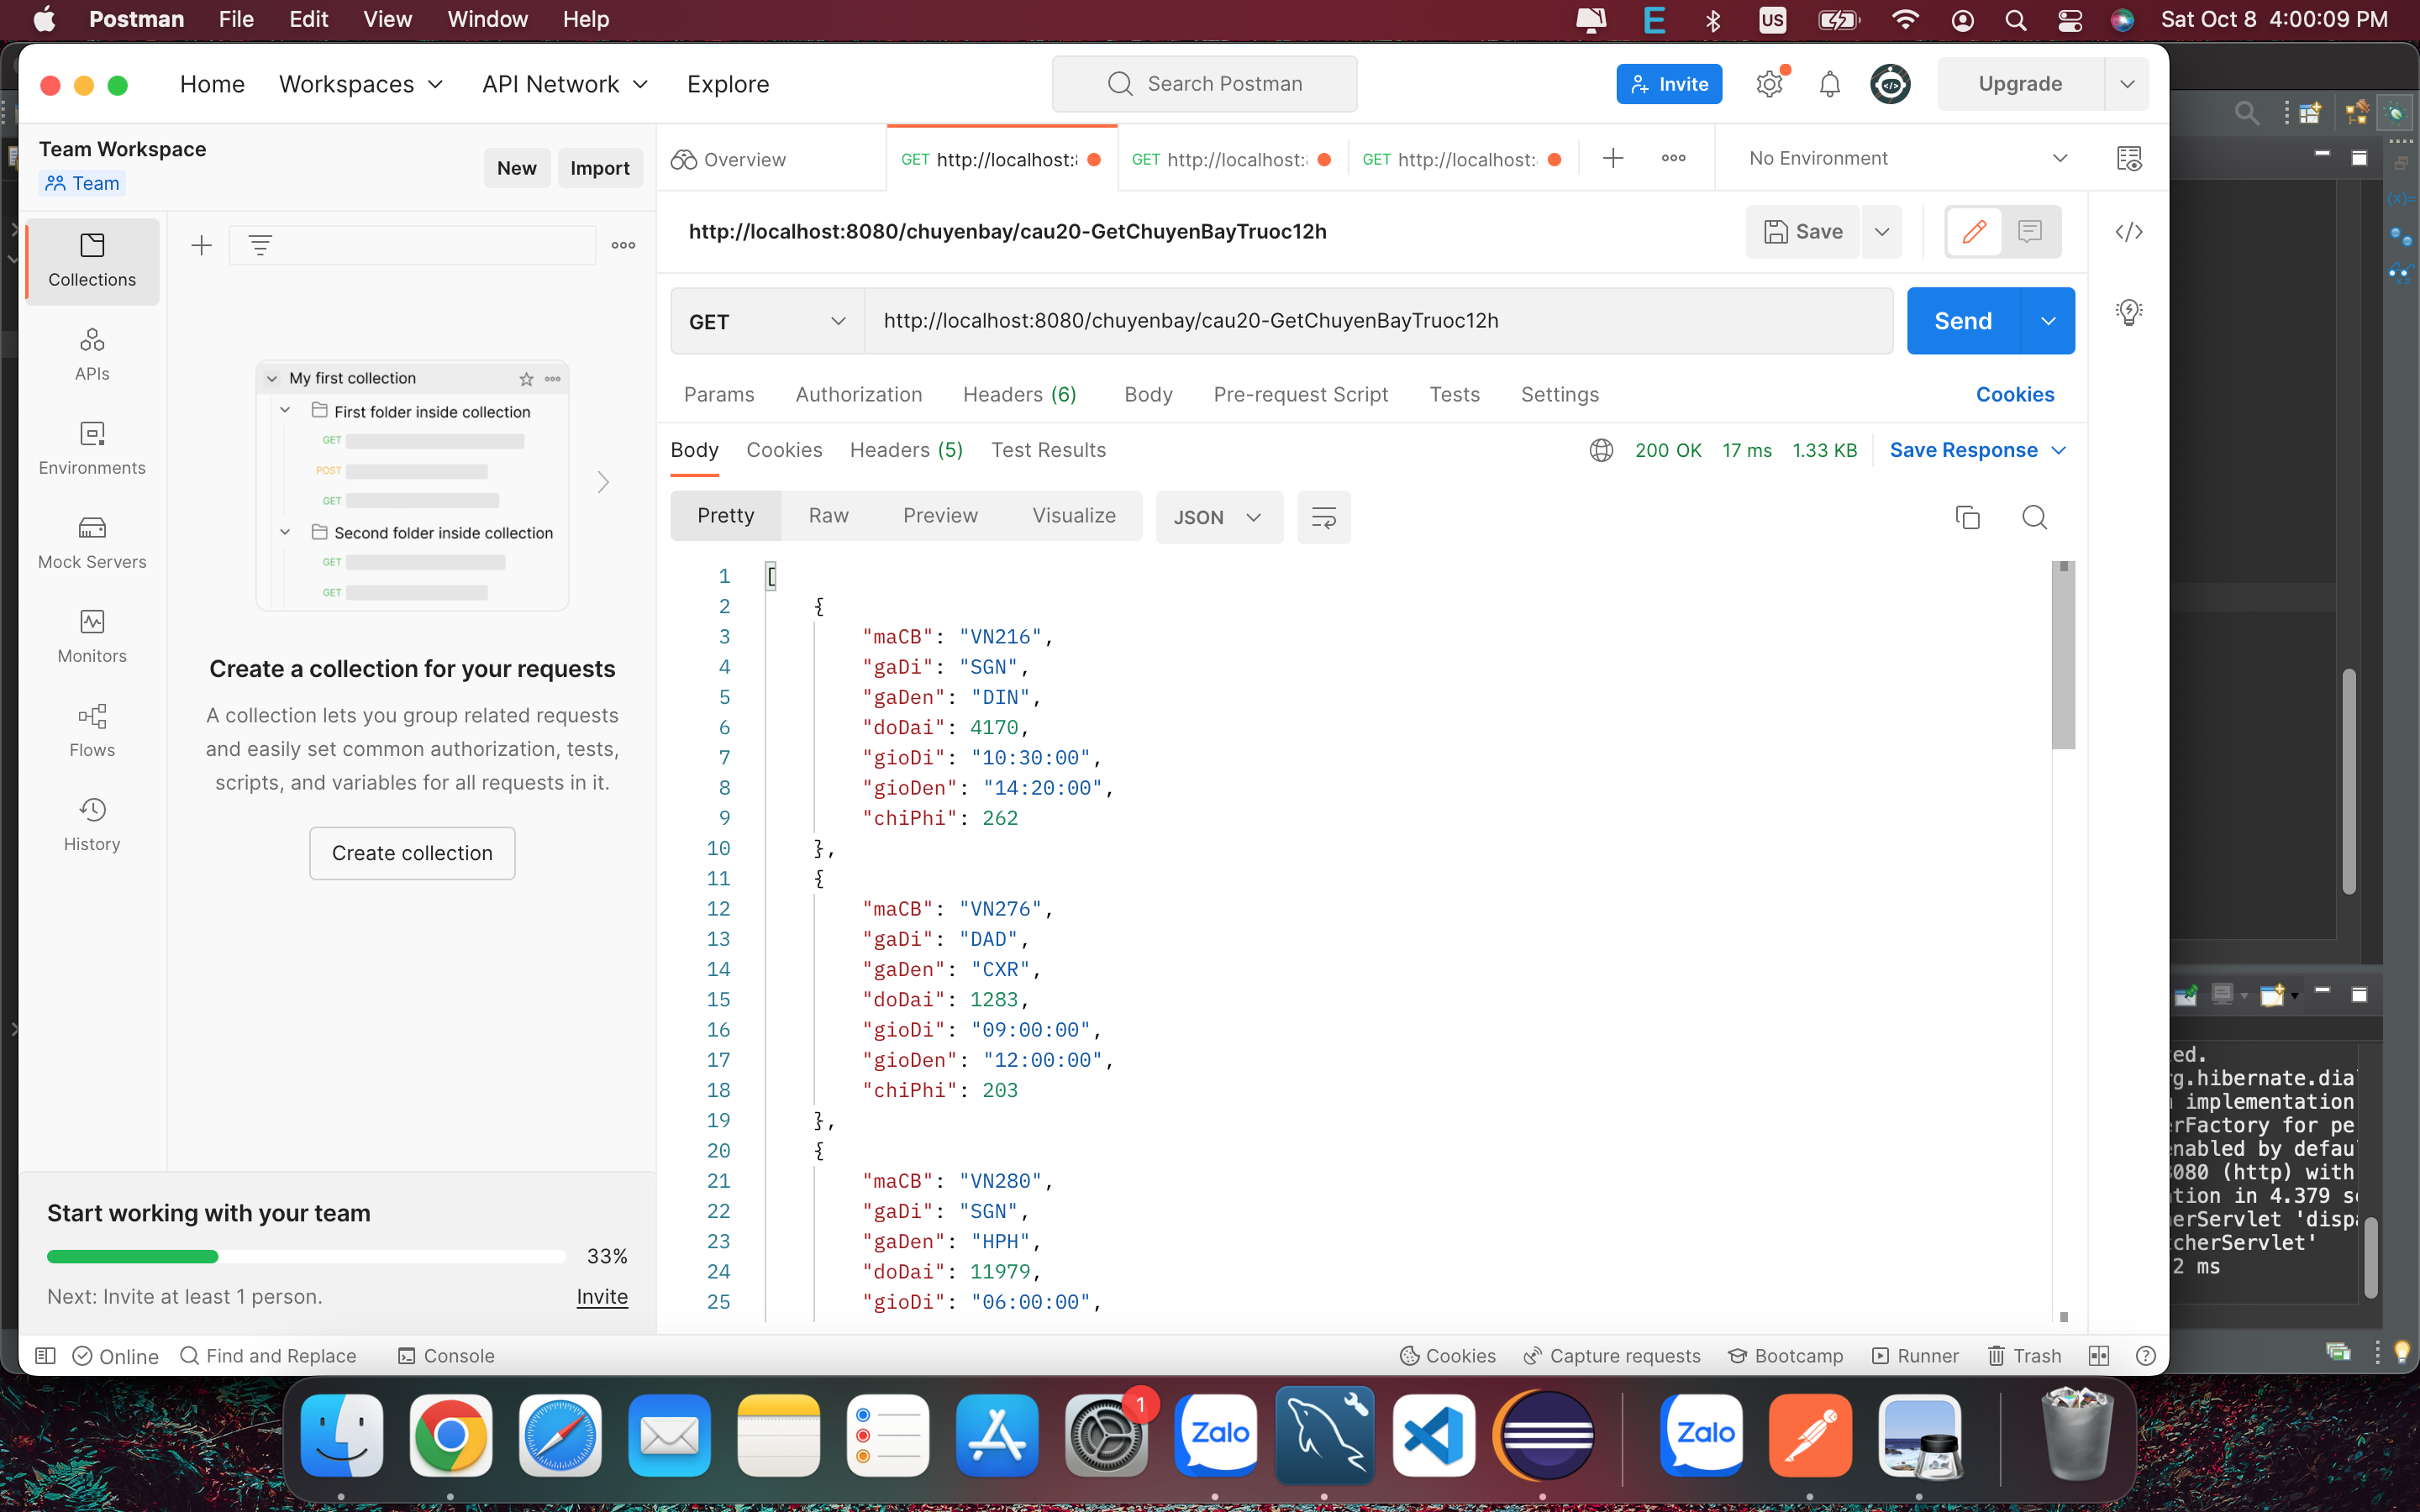 Postman File Edit View Window Help
US
Sat Oct 8 4:00:09 PM
Home Workspaces API Network Explore
Search Postman
Invite
Upgrade
Team Workspace
Team
New
Import
Overview
GET http://localhost:
GET http://localhost:
GET http://localhost:
No Environment
http://localhost:8080/chuyenbay/cau20-GetChuyenBayTruoc12h
Save
Collections
APIs
Environments
Mock Servers
Monitors
Flows
History
My first collection
First folder inside collection
GET
POST
GET
Second folder inside collection
GET
GET
Create a collection for your requests
A collection lets you group related requests
and easily set common authorization, tests,
scripts, and variables for all requests in it.
Create collection
Start working with your team
33%
Next: Invite at least 1 person.
Invite
GET
http://localhost:8080/chuyenbay/cau20-GetChuyenBayTruoc12h
Send
Params Authorization Headers (6) Body Pre-request Script Tests Settings
Cookies
Body Cookies Headers (5) Test Results
200 OK 17 ms 1.33 KB
Save Response
Pretty Raw Preview Visualize
JSON
1 [
2 {
3 "maCB": "VN216",
4 "gaDi": "SGN",
5 "gaDen": "DIN",
6 "doDai": 4170,
7 "gioDi": "10:30:00",
8 "gioDen": "14:20:00",
9 "chiPhi": 262
10 },
11 {
12 "maCB": "VN276",
13 "gaDi": "DAD",
14 "gaDen": "CXR",
15 "doDai": 1283,
16 "gioDi": "09:00:00",
17 "gioDen": "12:00:00",
18 "chiPhi": 203
19 },
20 {
21 "maCB": "VN280",
22 "gaDi": "SGN",
23 "gaDen": "HPH",
24 "doDai": 11979,
25 "gioDi": "06:00:00",
ted.
rg.hibernate.dia
implementation
erFactory for pe
enabled by defau
8080 (http) with
tion in 4.379 s
erServlet 'disp
cherServlet'
2 ms
Online
Find and Replace
Console
Cookies
Capture requests
Bootcamp
Runner
Trash
1
Zalo
Zalo